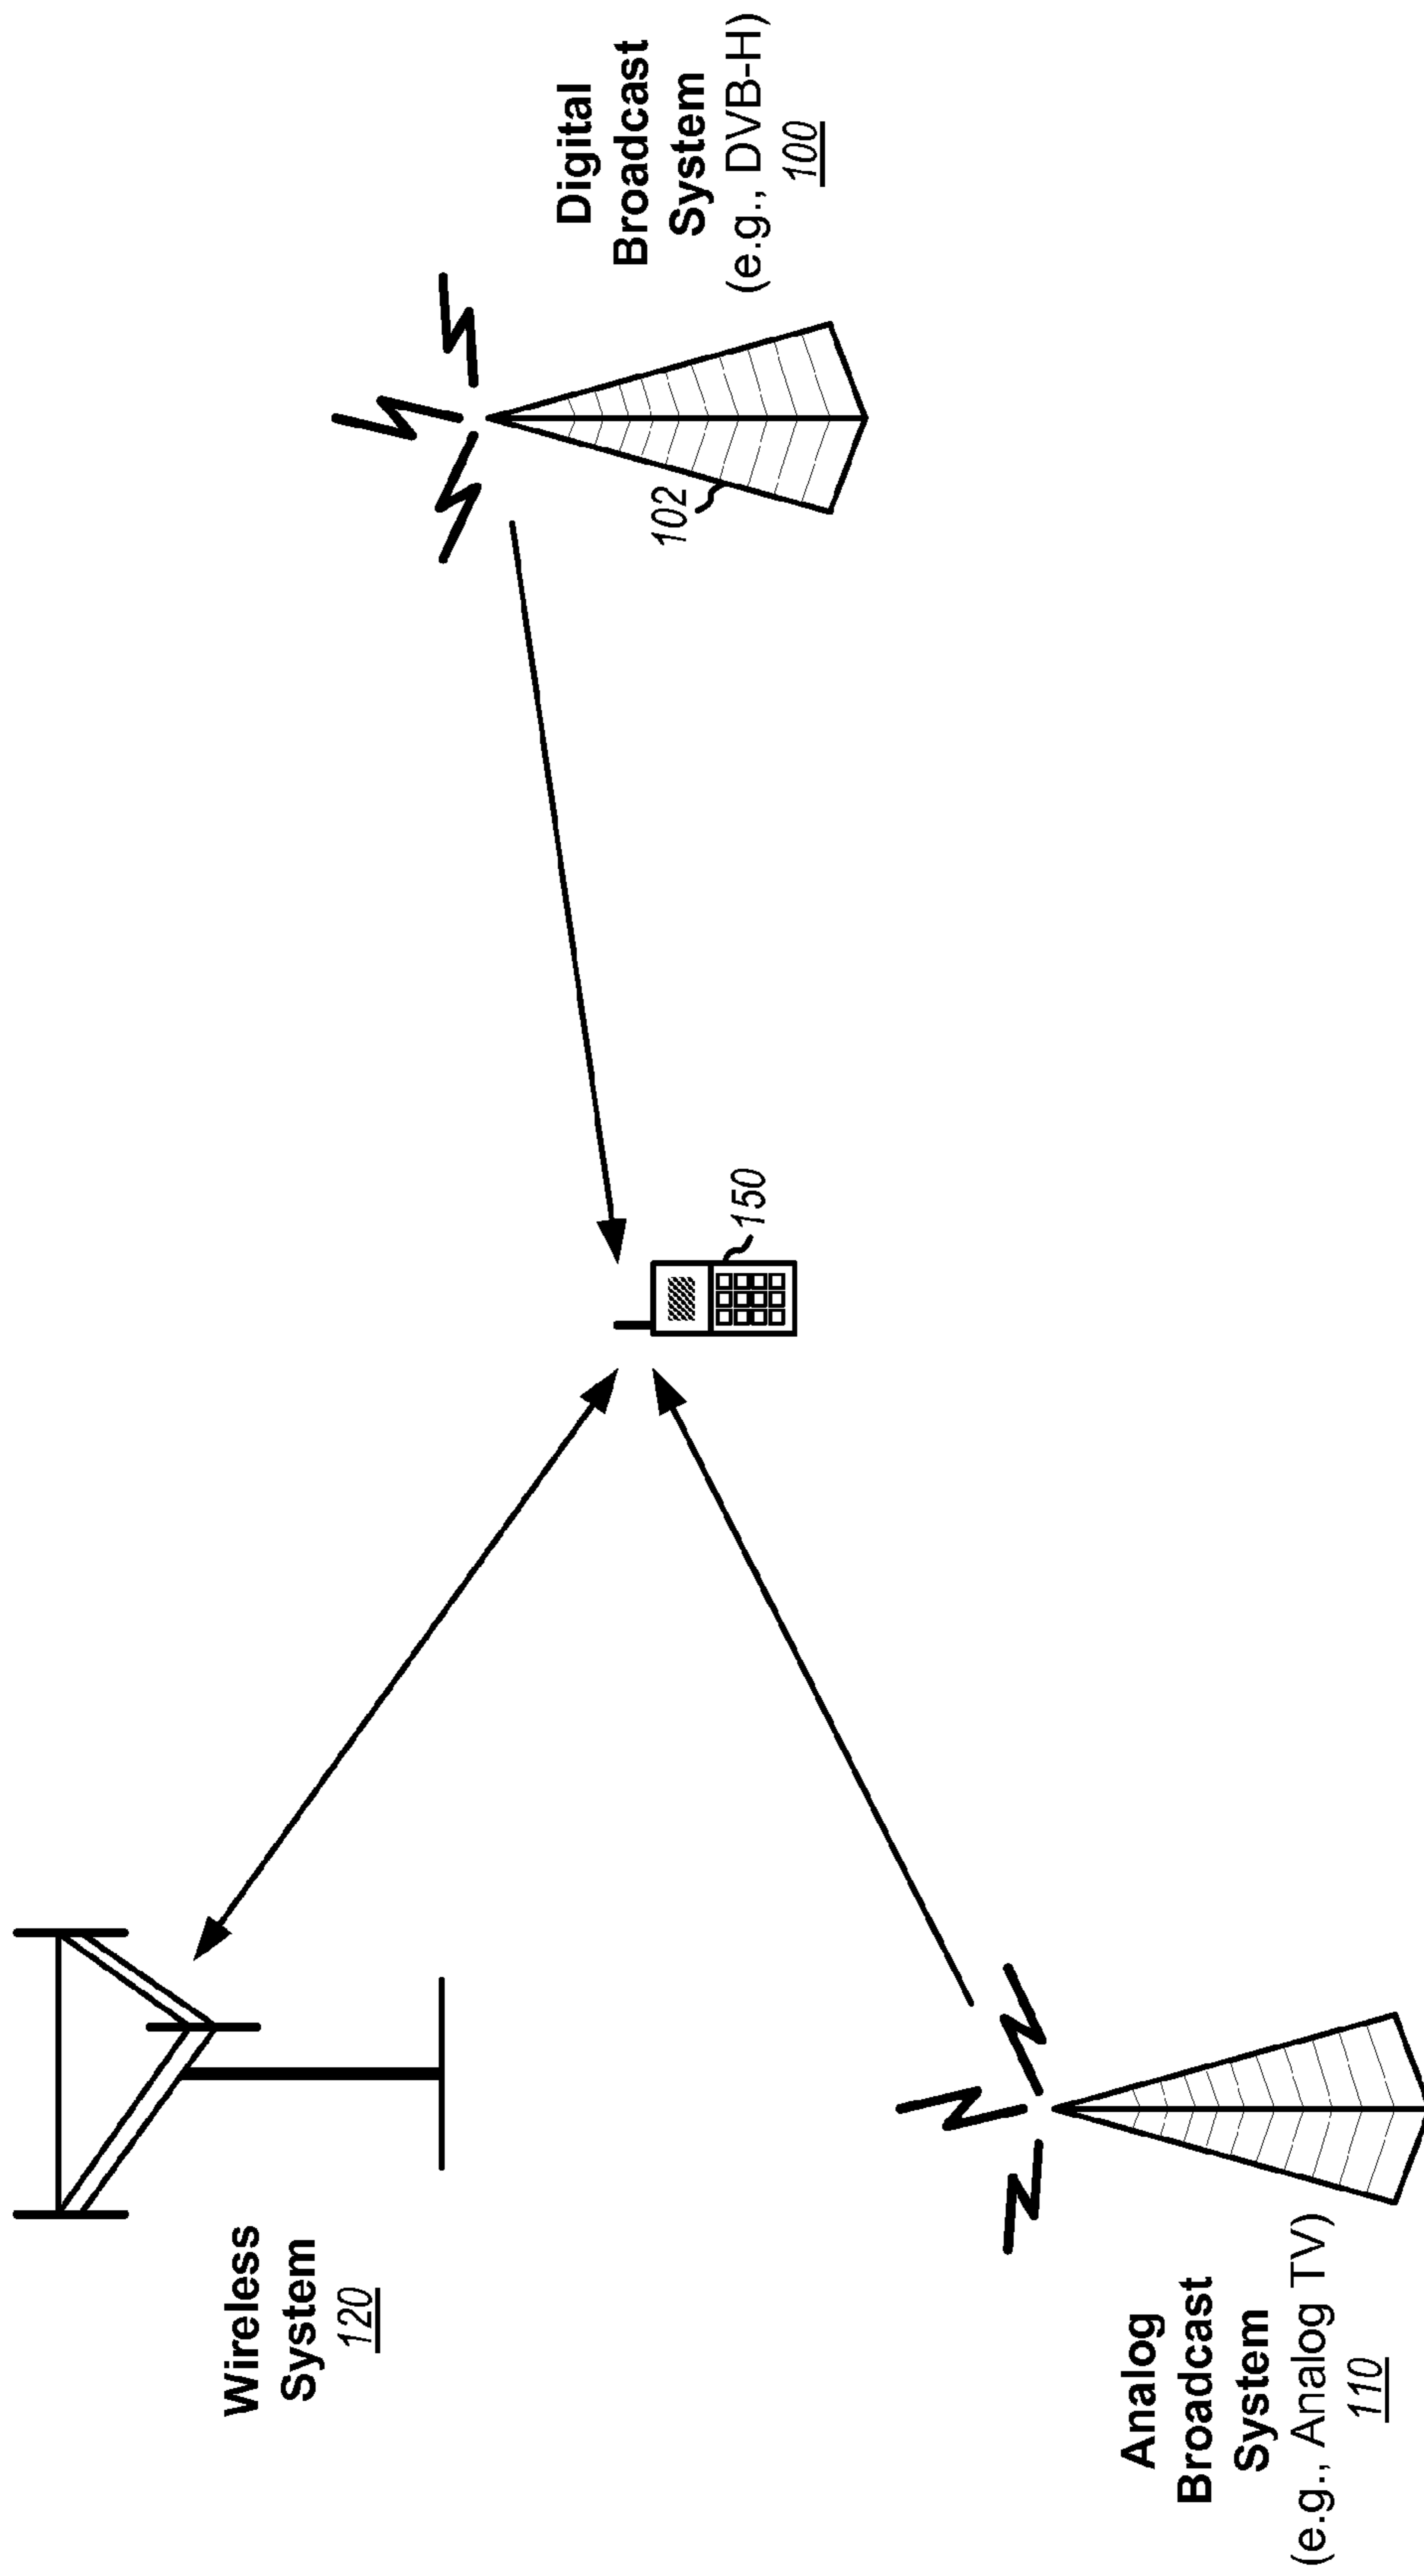 Wireless
System
120
Digital
Broadcast
System
(e.g., DVB-H)
100
102
150
Analog
Broadcast
System
(e.g., Analog TV)
110